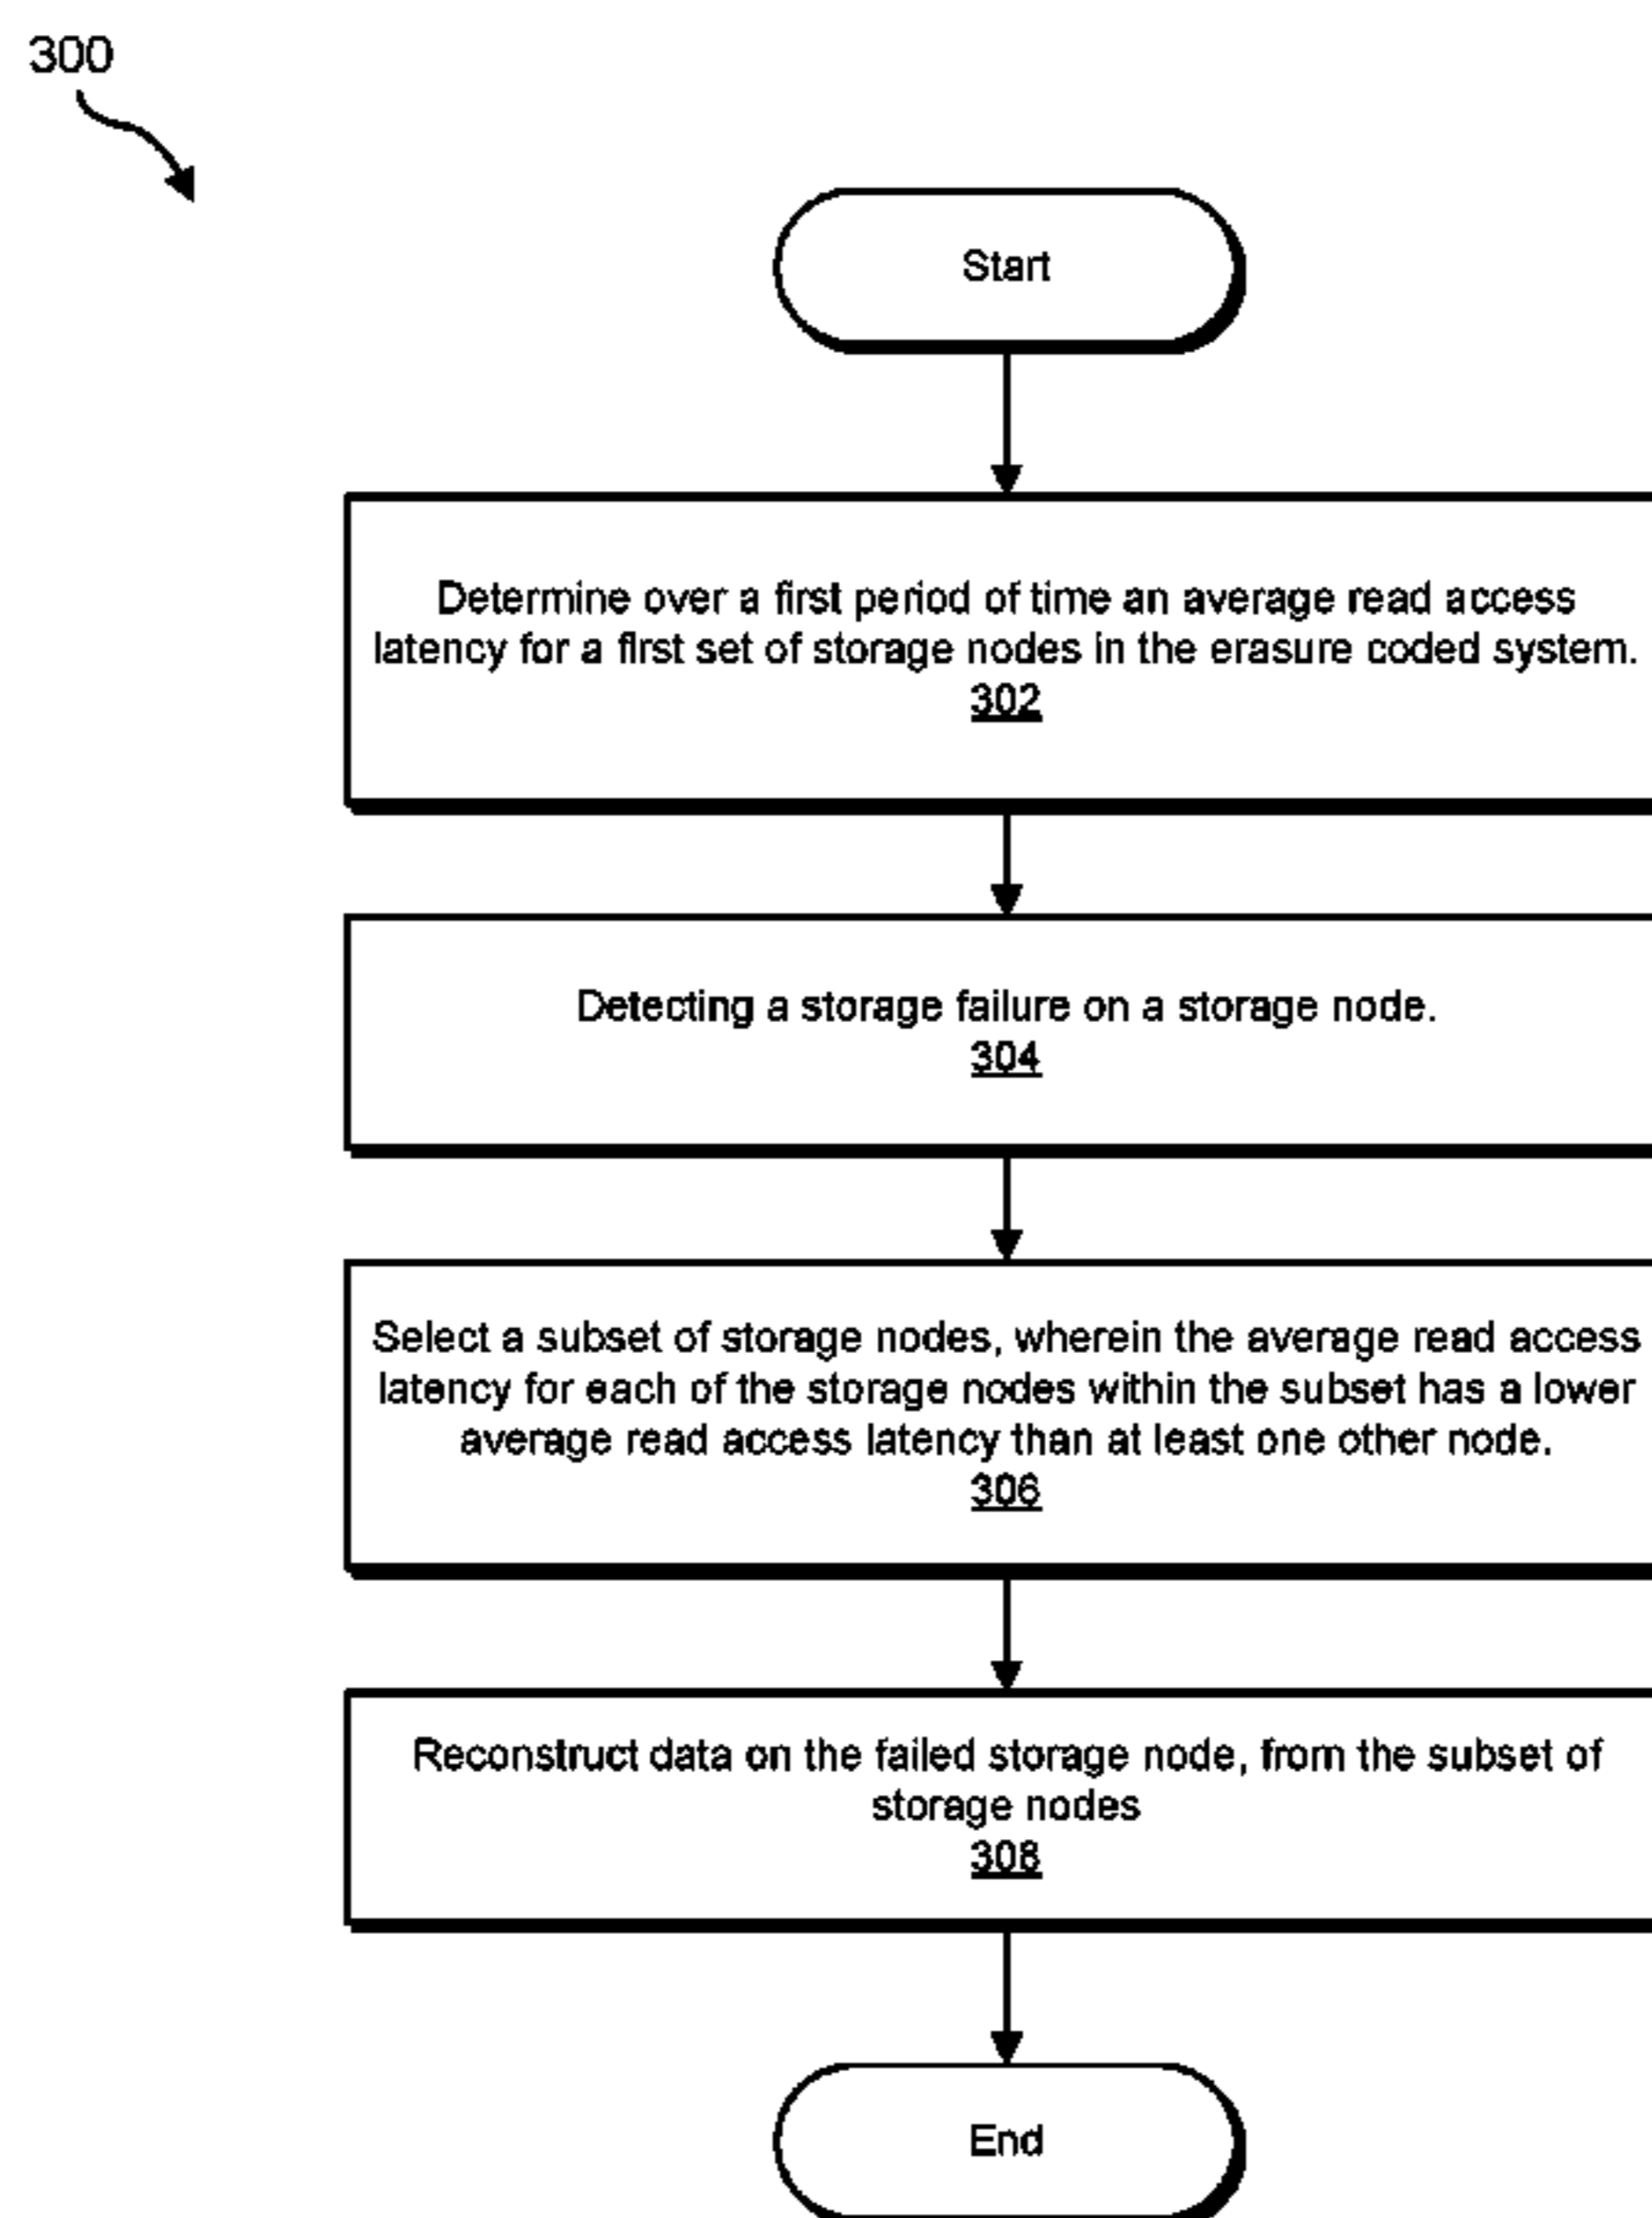 300
Start
Determine over a first period of time an average read access
latency for a first set of storage nodes in the erasure coded system.
302
Detecting a storage failure on a storage node.
304
Select a subset of storage nodes, wherein the average read access
latency for each of the storage nodes within the subset has a lower
average read access latency than at least one other node.
306
Reconstruct data on the failed storage node, from the subset of
storage nodes
308
End